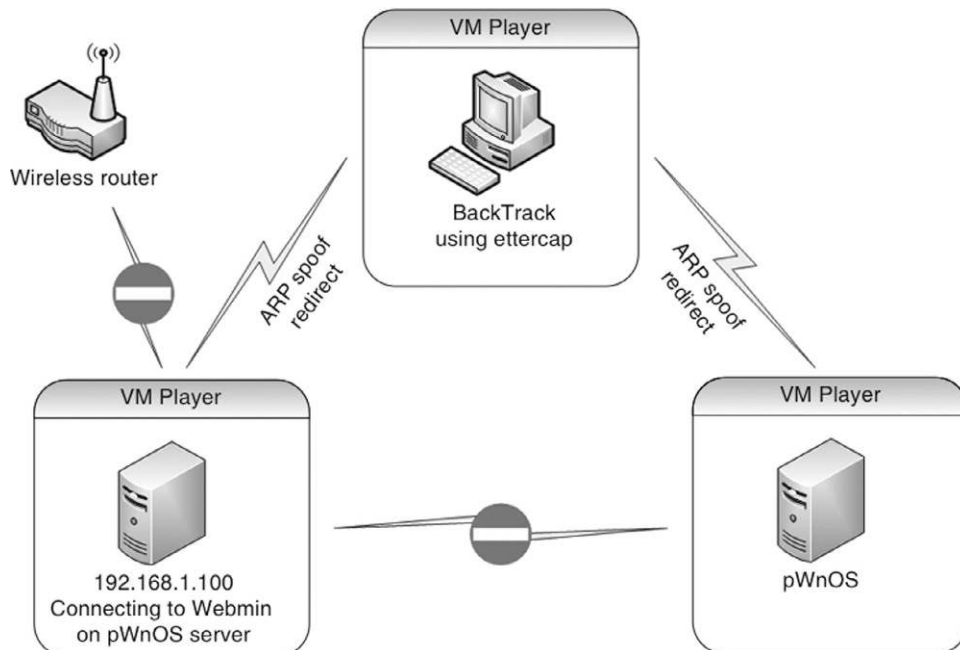 VM Player
Wireless router
BackTrack
using ettercap
ARP spoof
redirect
ARP spoof
redirect
VM Player
192.168.1.100
Connecting to Webmin
on pWnOS server
VM Player
pWnOS